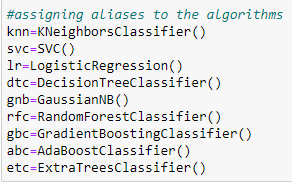 #assigning aliases to the algorithms
knn=KNeighborsClassifier()
svc=SVC()
lr=LogisticRegression()
dtc=DecisionTreeClassifier()
gnb=GaussianNB()
rfc=RandomForestClassifier()
gbc=GradientBoostingClassifier()
abc=AdaBoostClassifier()
etc=ExtraTreesClassifier()